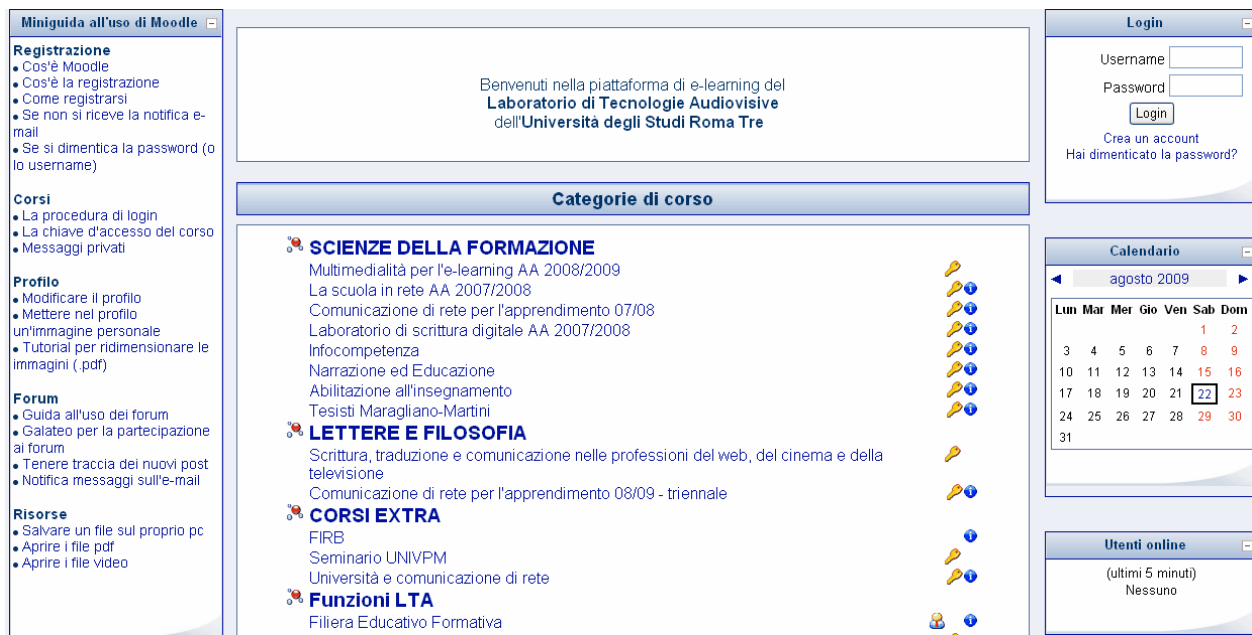 Miniguida all'uso di Moodle
Registrazione
• Cos'è Moodle
• Cos'è la registrazione
• Come registrarsi
• Se non si riceve la notifica e-
mail
• Se si dimentica la password (o
lo username)
Corsi
• La procedura di login
• La chiave d'accesso del corso
• Messaggi privati
Profilo
• Modificare il profilo
• Mettere nel profilo
un'immagine personale
• Tutorial per ridimensionare le
immagini (.pdf)
Forum
• Guida all'uso dei forum
• Galateo per la partecipazione
ai forum
• Tenere traccia dei nuovi post
• Notifica messaggi sull'e-mail
Risorse
• Salvare un file sul proprio pc
• Aprire i file pdf
• Aprire i file video
Benvenuti nella piattaforma di e-learning del
Laboratorio di Tecnologie Audiovisive
dell'Università degli Studi Roma Tre
Categorie di corso
SCIENZE DELLA FORMAZIONE
Multimedialità per l'e-learning AA 2008/2009
La scuola in rete AA 2007/2008
Comunicazione di rete per l'apprendimento 07/08
Laboratorio di scrittura digitale AA 2007/2008
Infocompetenza
Narrazione ed Educazione
Abilitazione all'insegnamento
Tesisti Maragliano-Martini
LETTERE E FILOSOFIA
Scrittura, traduzione e comunicazione nelle professioni del web, del cinema e della
televisione
Comunicazione di rete per l'apprendimento 08/09 - triennale
CORSI EXTRA
FIRB
Seminario UNIVPM
Università e comunicazione di rete
Funzioni LTA
Filiera Educativo Formativa
Login
Username
Password
Login
Crea un account
Hai dimenticato la password?
Calendario
agosto 2009
Lun Mar Mer Gio Ven Sab Dom
1 2
3 4 5 6 7 8 9
10 11 12 13 14 15 16
17 18 19 20 21 22 23
24 25 26 27 28 29 30
31
Utenti online
(ultimi 5 minuti)
Nessuno